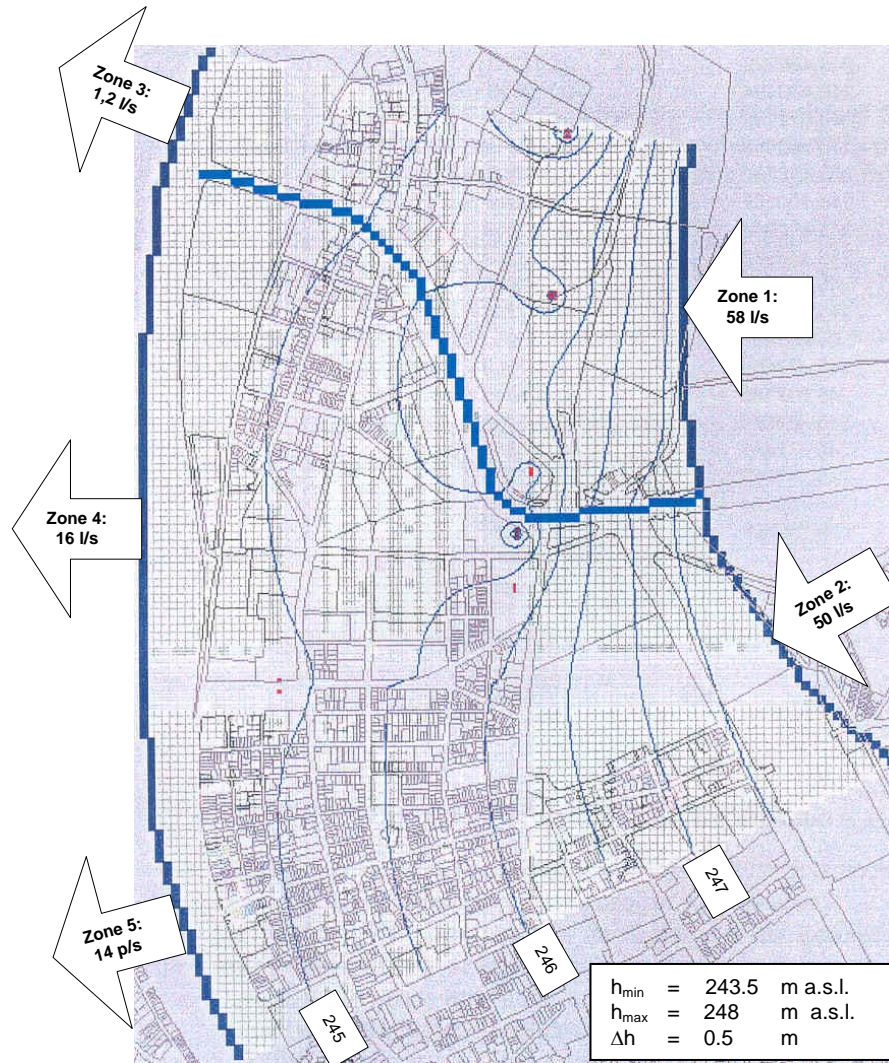 Zone 3:
1,2 l/s
Zone 1:
58 l/s
Zone 4:
16 l/s
Zone 2:
50 l/s
Zone 5:
14 p/s
247
246
245
hmin = 243.5 m a.s.l.
hmax = 248 m a.s.l.
Δh = 0.5 m